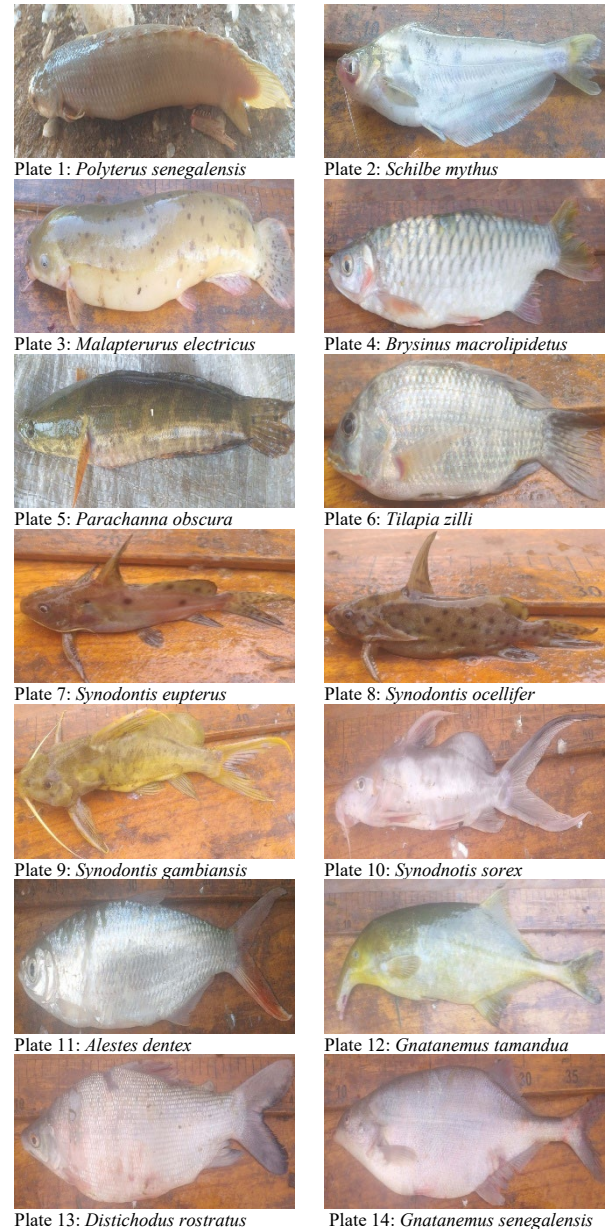 Plate 1: Polyterus senegalensis
Plate 2: Schilbe mythus
Plate 3: Malapterurus electricus
Plate 4: Brysinus macrolipidetus
Plate 5: Parachanna obscura
Plate 6: Tilapia zilli
Plate 7: Synodontis eupterus
Plate 8: Synodontis ocellifer
Plate 9: Synodontis gambiansis
Plate 10: Synodnotis sorex
Plate 11: Alestes dentex
Plate 12: Gnatanemus tamandua
Plate 13: Distichodus rostratus
Plate 14: Gnatanemus senegalensis